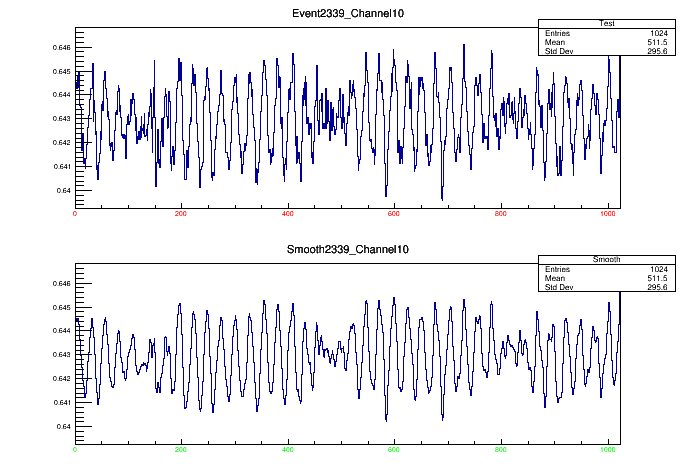 Event2339_Channel10
Test
Entries 1024
Mean 511.5
Std Dev 295.6
0.646
0.645
0.644
0.643
0.642
0.641
0.64
0 200 400 600 800 1000
Smooth2339_Channel10
Smooth
Entries 1024
Mean 511.5
Std Dev 295.6
0.646
0.645
0.644
0.643
0.642
0.641
0.64
0 200 400 600 800 1000